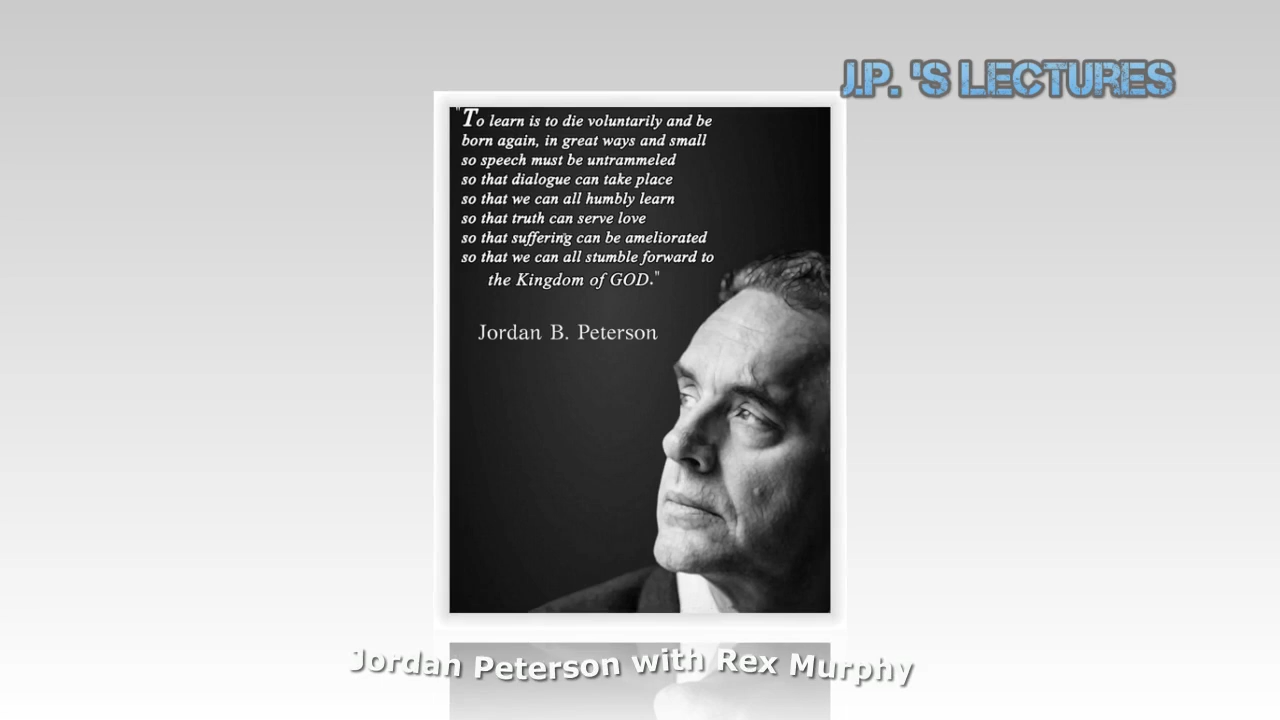 J.P. 'S LECTURES
"To learn is to die voluntarily and be
born again, in great ways and small
so speech must be untrammeled
so that dialogue can take place
so that we can all humbly learn
so that truth can serve love
so that suffering can be ameliorated
so that we can all stumble forward to
the Kingdom of GOD."
Jordan B. Peterson
Jordan Peterson with Rex Murphy